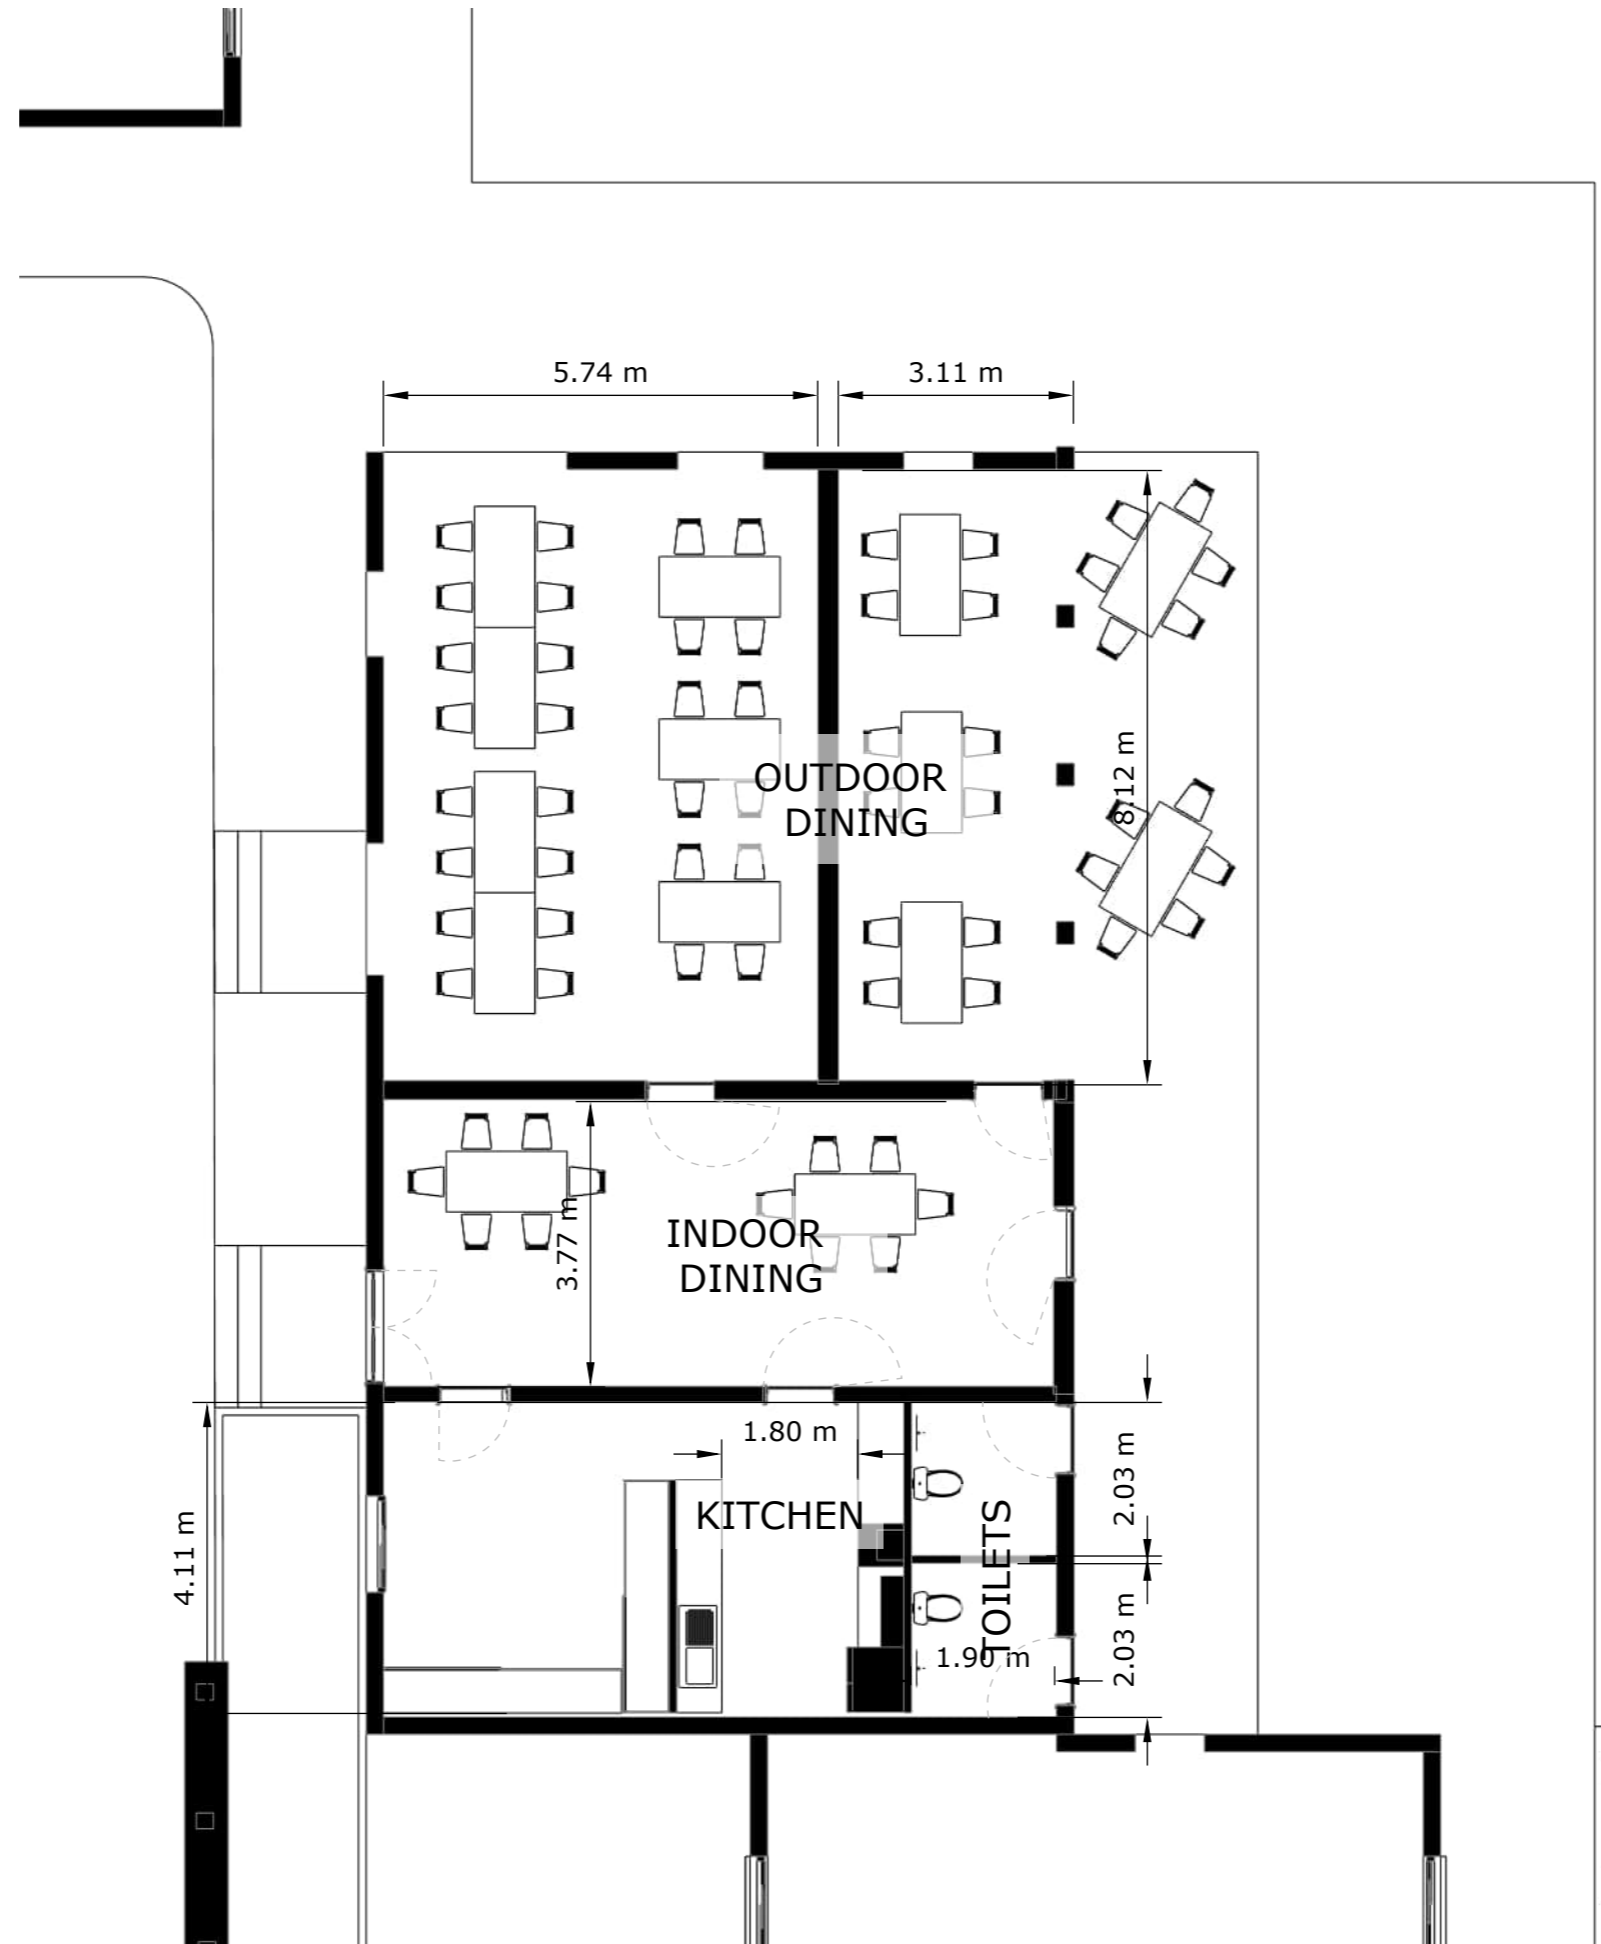 5.74 m
3.11 m
8.12 m
OUTDOOR
DINING
3.77 m
INDOOR
DINING
1.80 m
2.03 m
KITCHEN
TOILETS
4.11 m
1.90 m
2.03 m